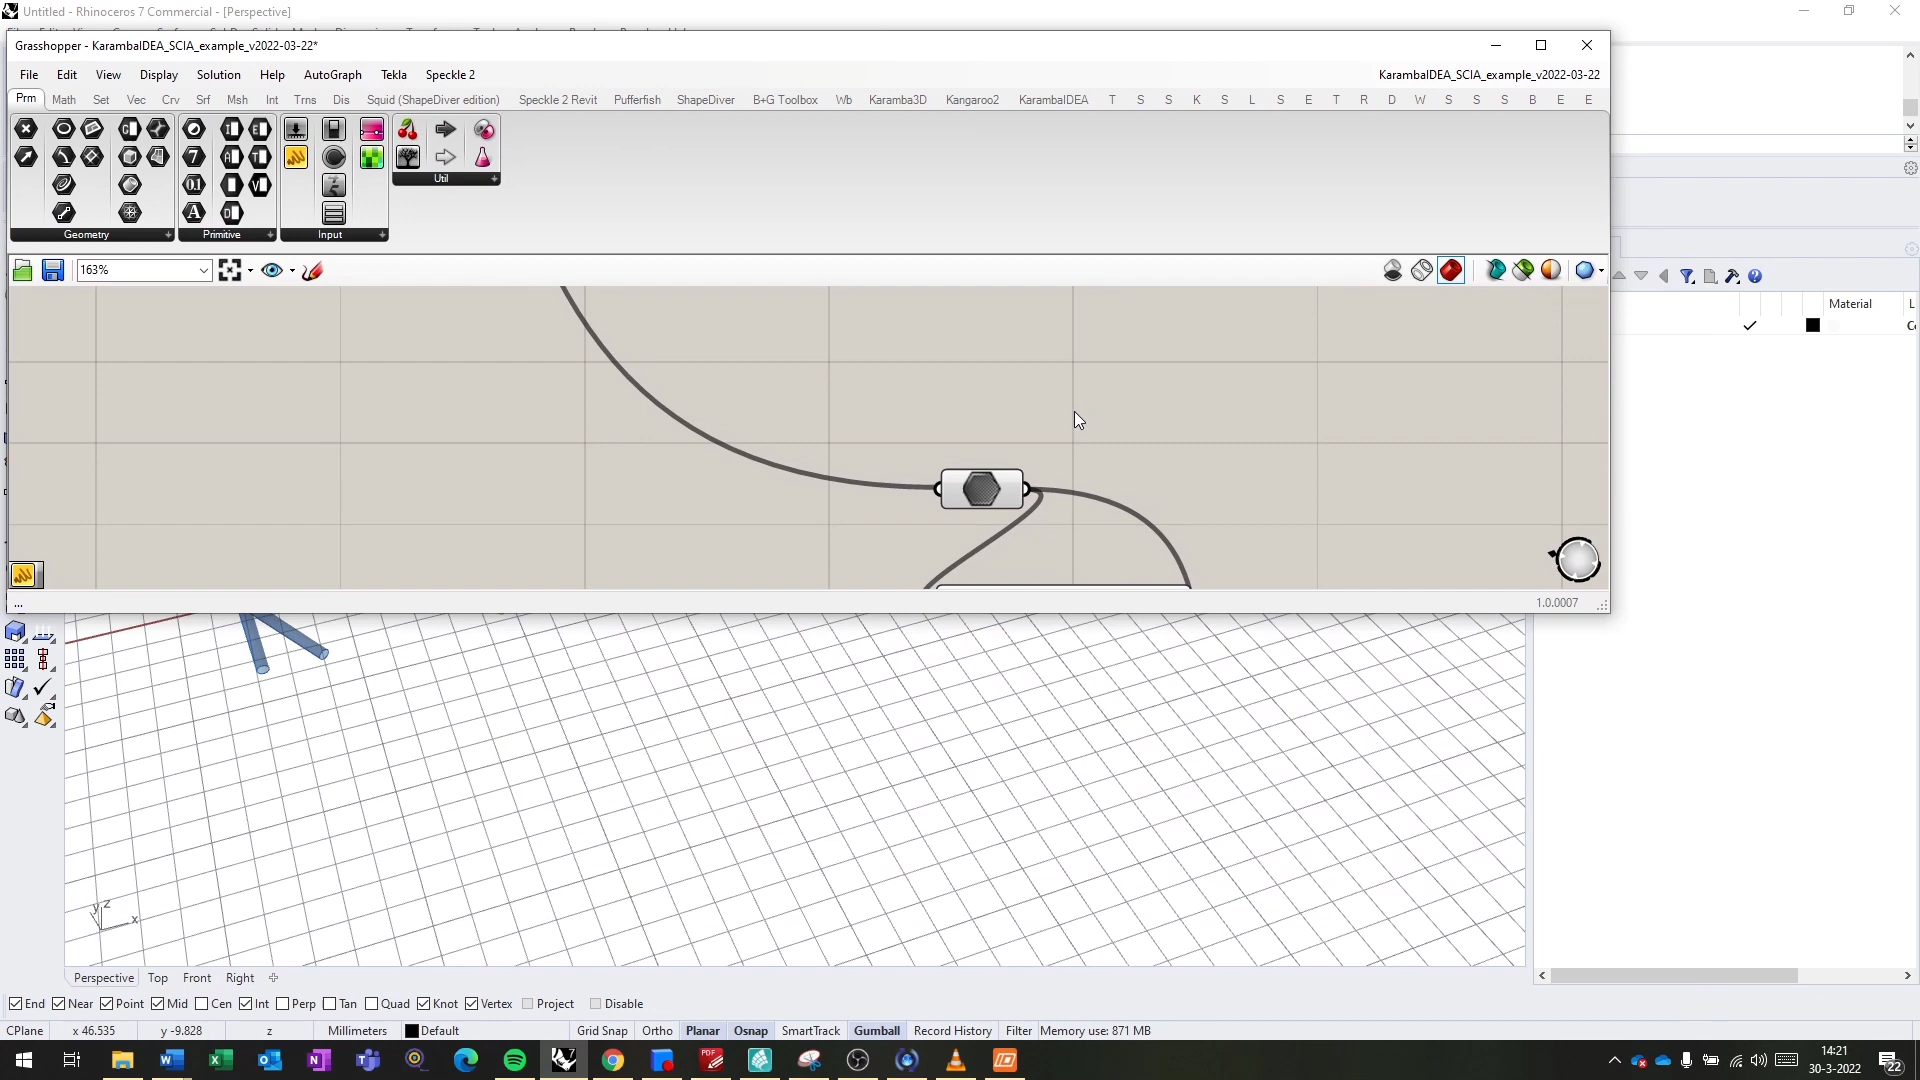 Untitled - Rhinoceros 7 Commercial - [Perspective]
Grasshopper - KarambaIDEA_SCIA_example_v2022-03-22*
File Edit View Display Solution Help AutoGraph Tekla Speckle 2
KarambaIDEA_SCIA_example_v2022-03-22
Prm Math Set Vec Crv Srf Msh Int Trns Dis Squid (ShapeDiver edition) Speckle 2 Revit Pufferfish ShapeDiver B+G Toolbox Wb Karamba3D Kangaroo2 KarambaIDEA T S S K S L S E T R D W S S S B E E
Util
Geometry Primitive Input
163%
Material L
...
1.0.0007
y z x
Perspective Top Front Right
End Near Point Mid Cen Int Perp Tan Quad Knot Vertex Project Disable
CPlane x 46.535 y -9.828 z Millimeters Default Grid Snap Ortho Planar Osnap SmartTrack Gumball Record History Filter Memory use: 871 MB
14:21
30-3-2022
22